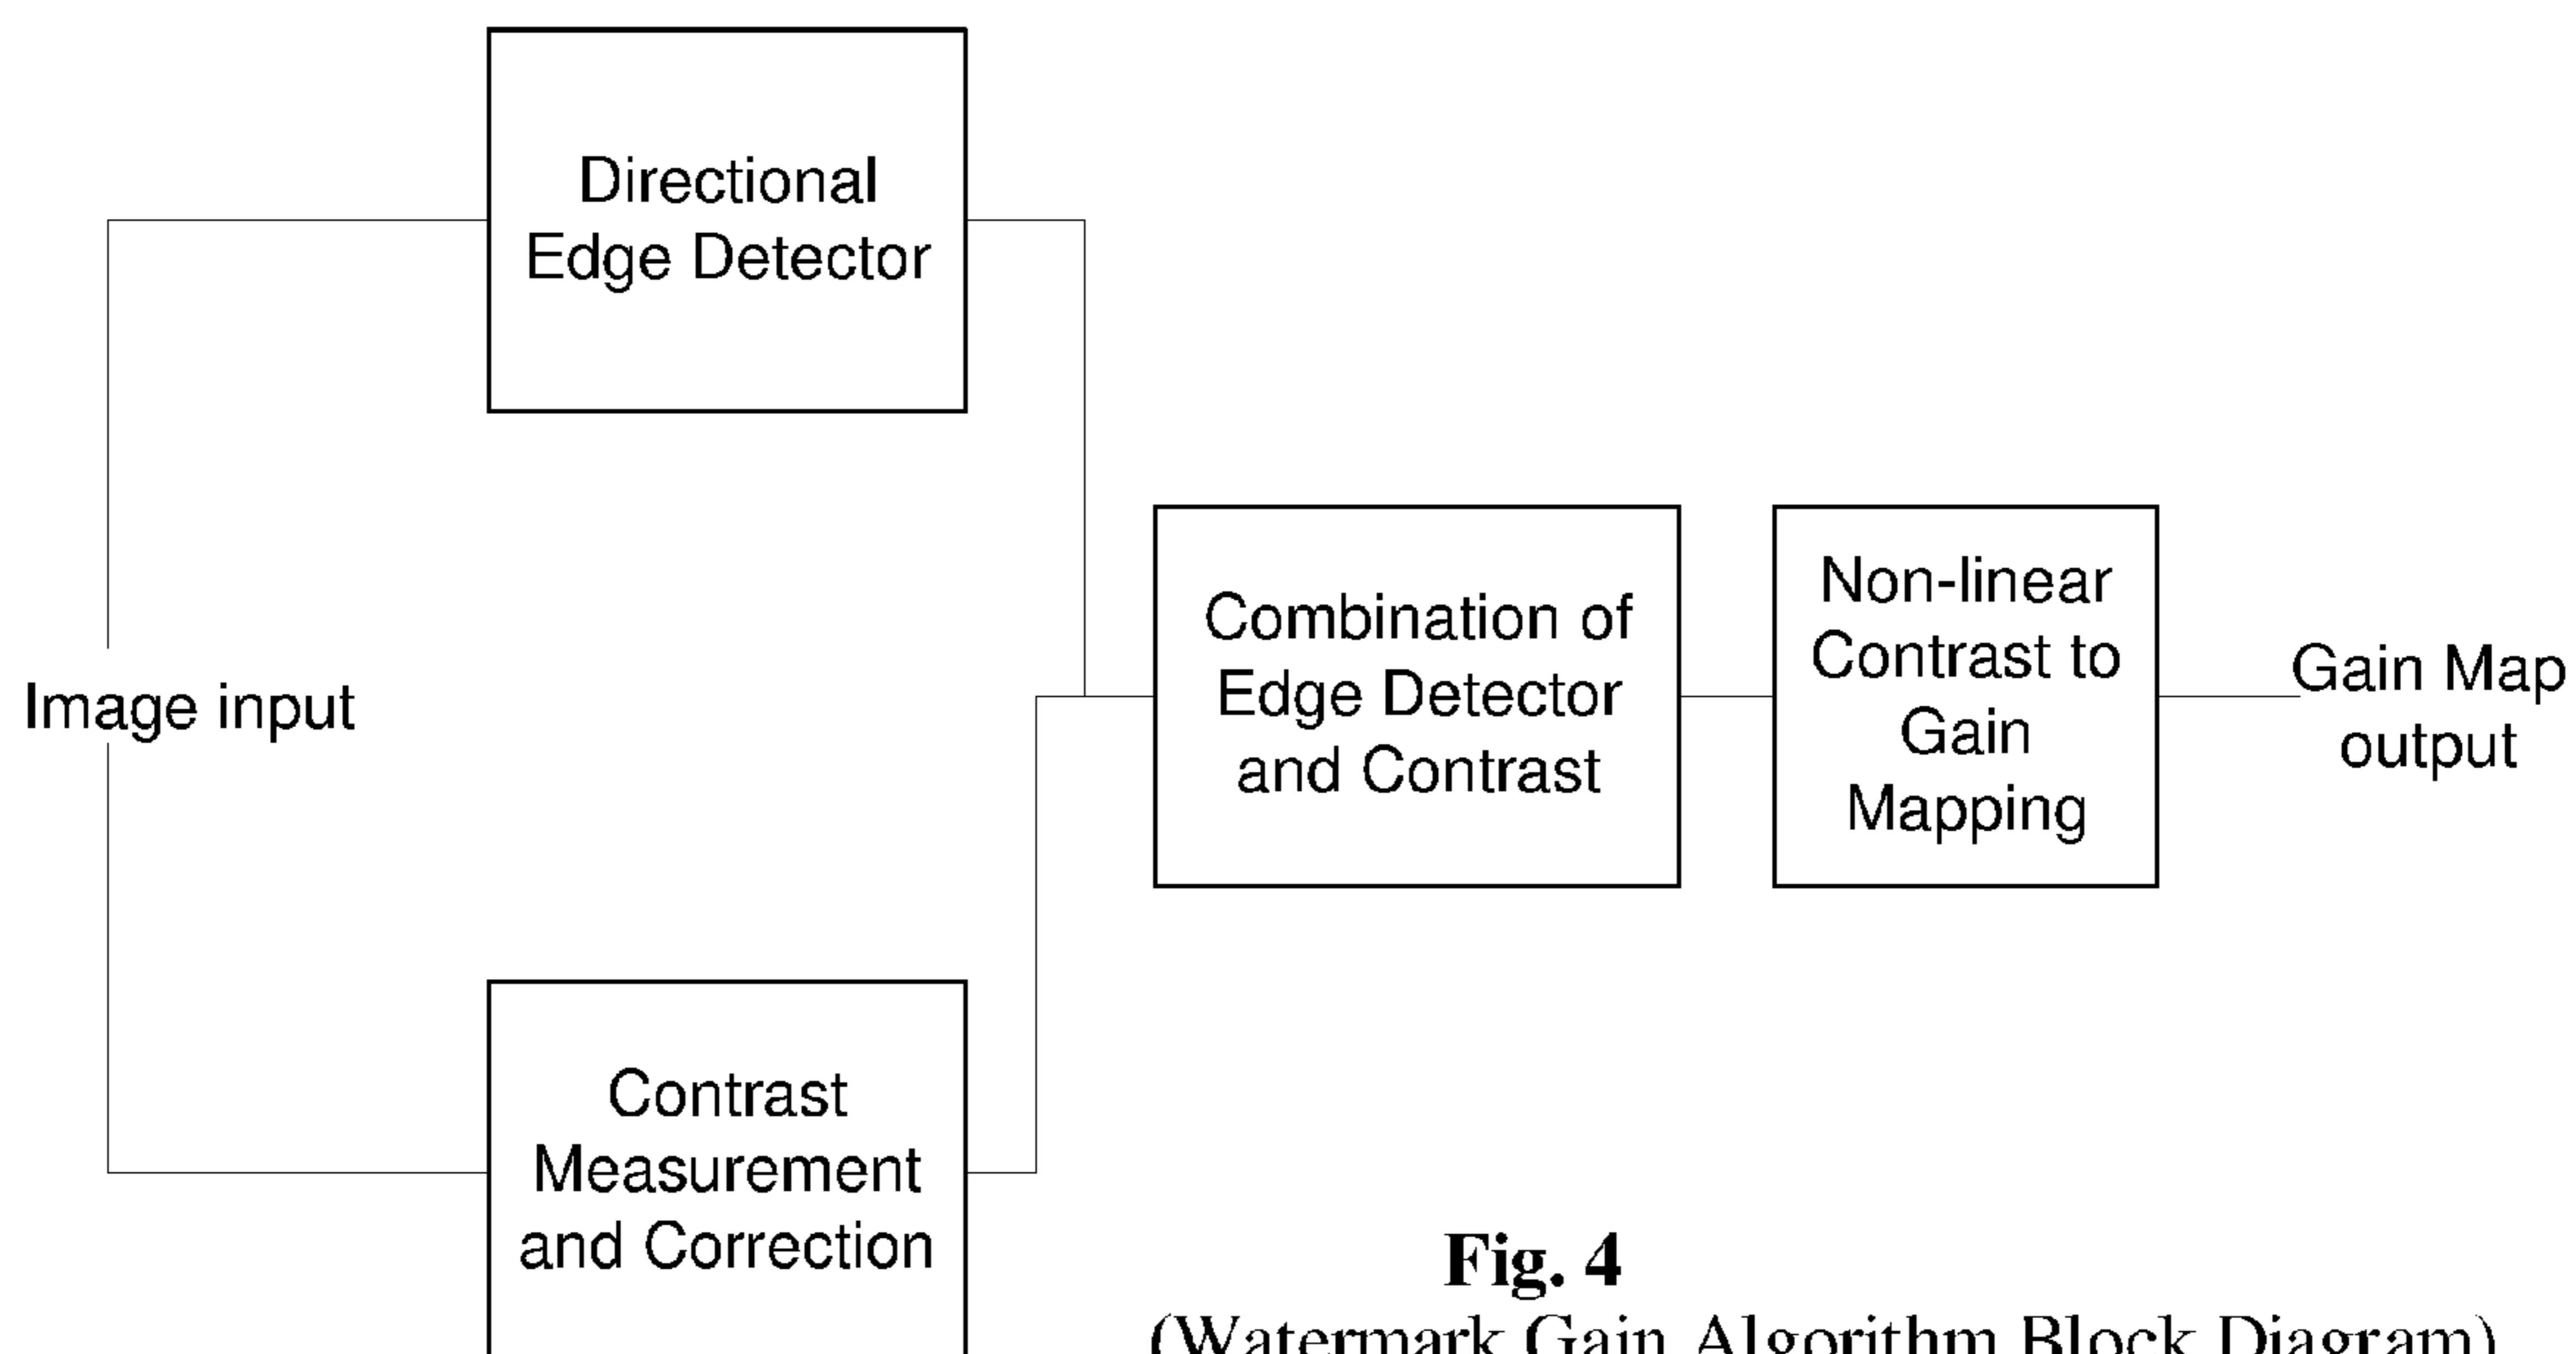 Directional
Edge Detector
Image input
Combination of
Edge Detector
and Contrast
Non-linear
Contrast to
Gain
Mapping
Gain Map
output
Contrast
Measurement
and Correction
Fig. 4
(Watermark Gain Algorithm Block Diagram)